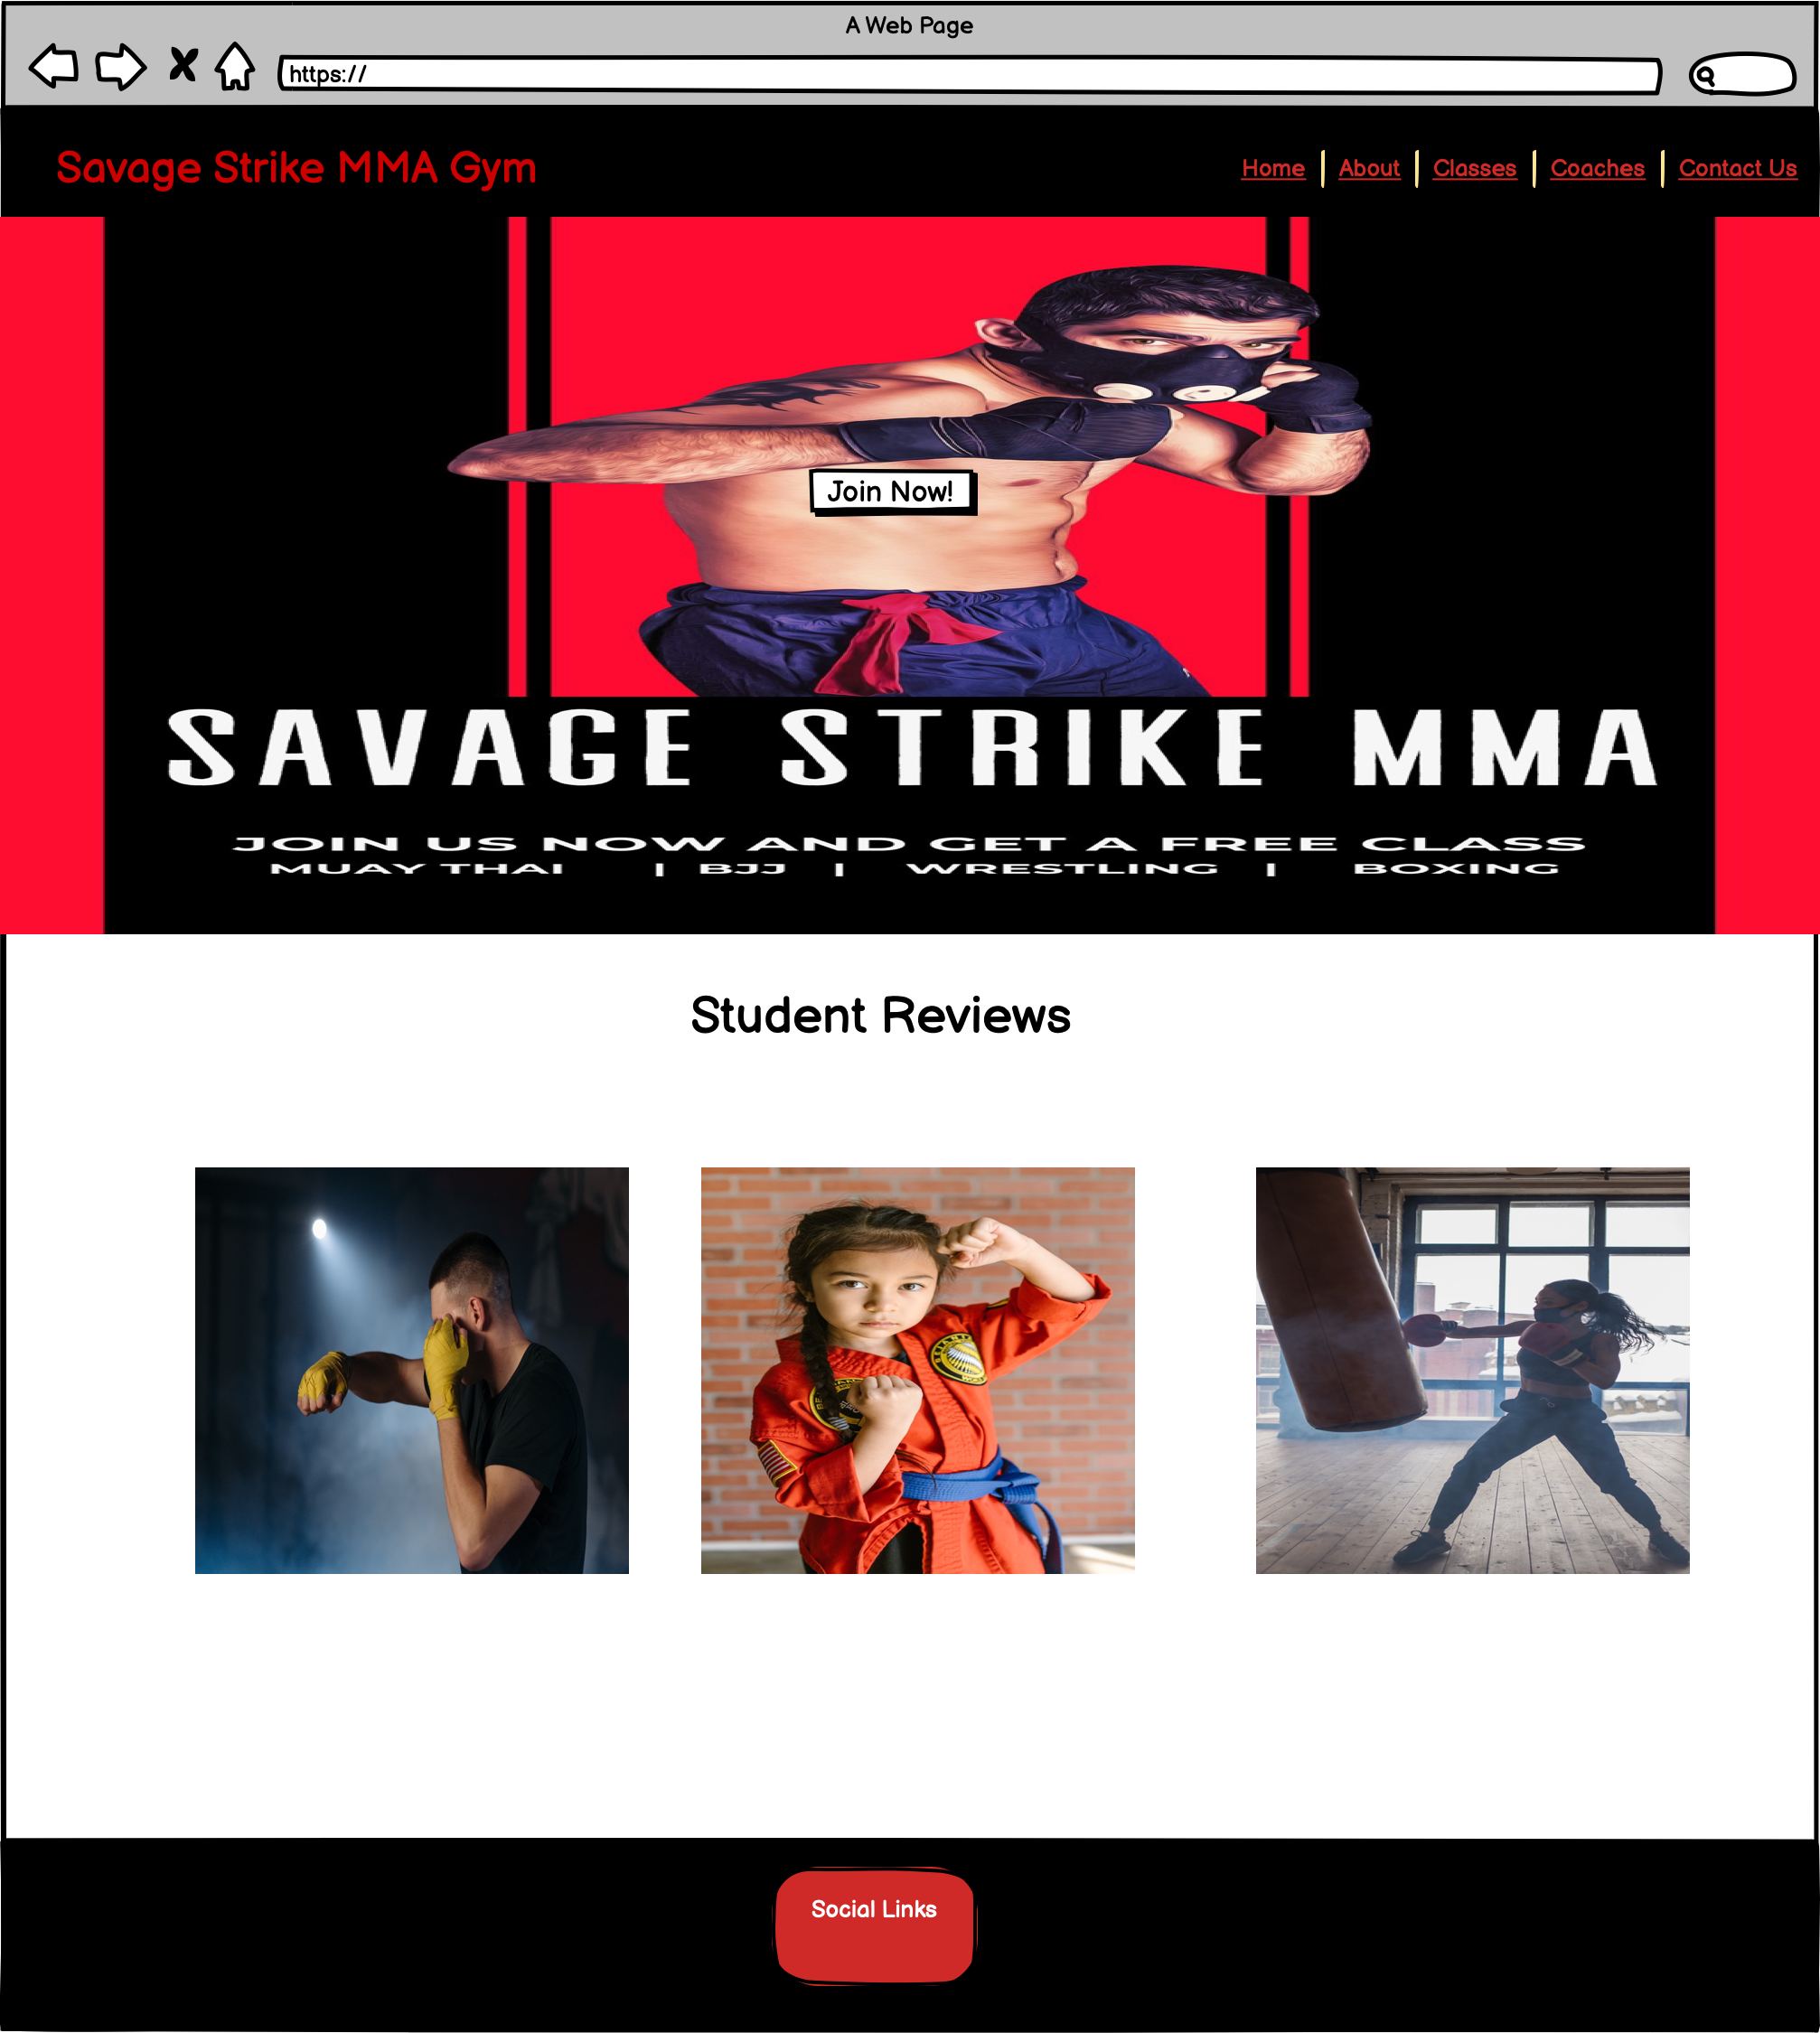 A Web Page
https://
Savage Strike MMA Gym
Home | About | Classes | Coaches | Contact Us
Join Now!
SAVAGE STRIKE MMA
JOIN US NOW AND GET A FREE CLASS
MUAY THAI | BJJ | WRESTLING | BOXING
Student Reviews
Social Links